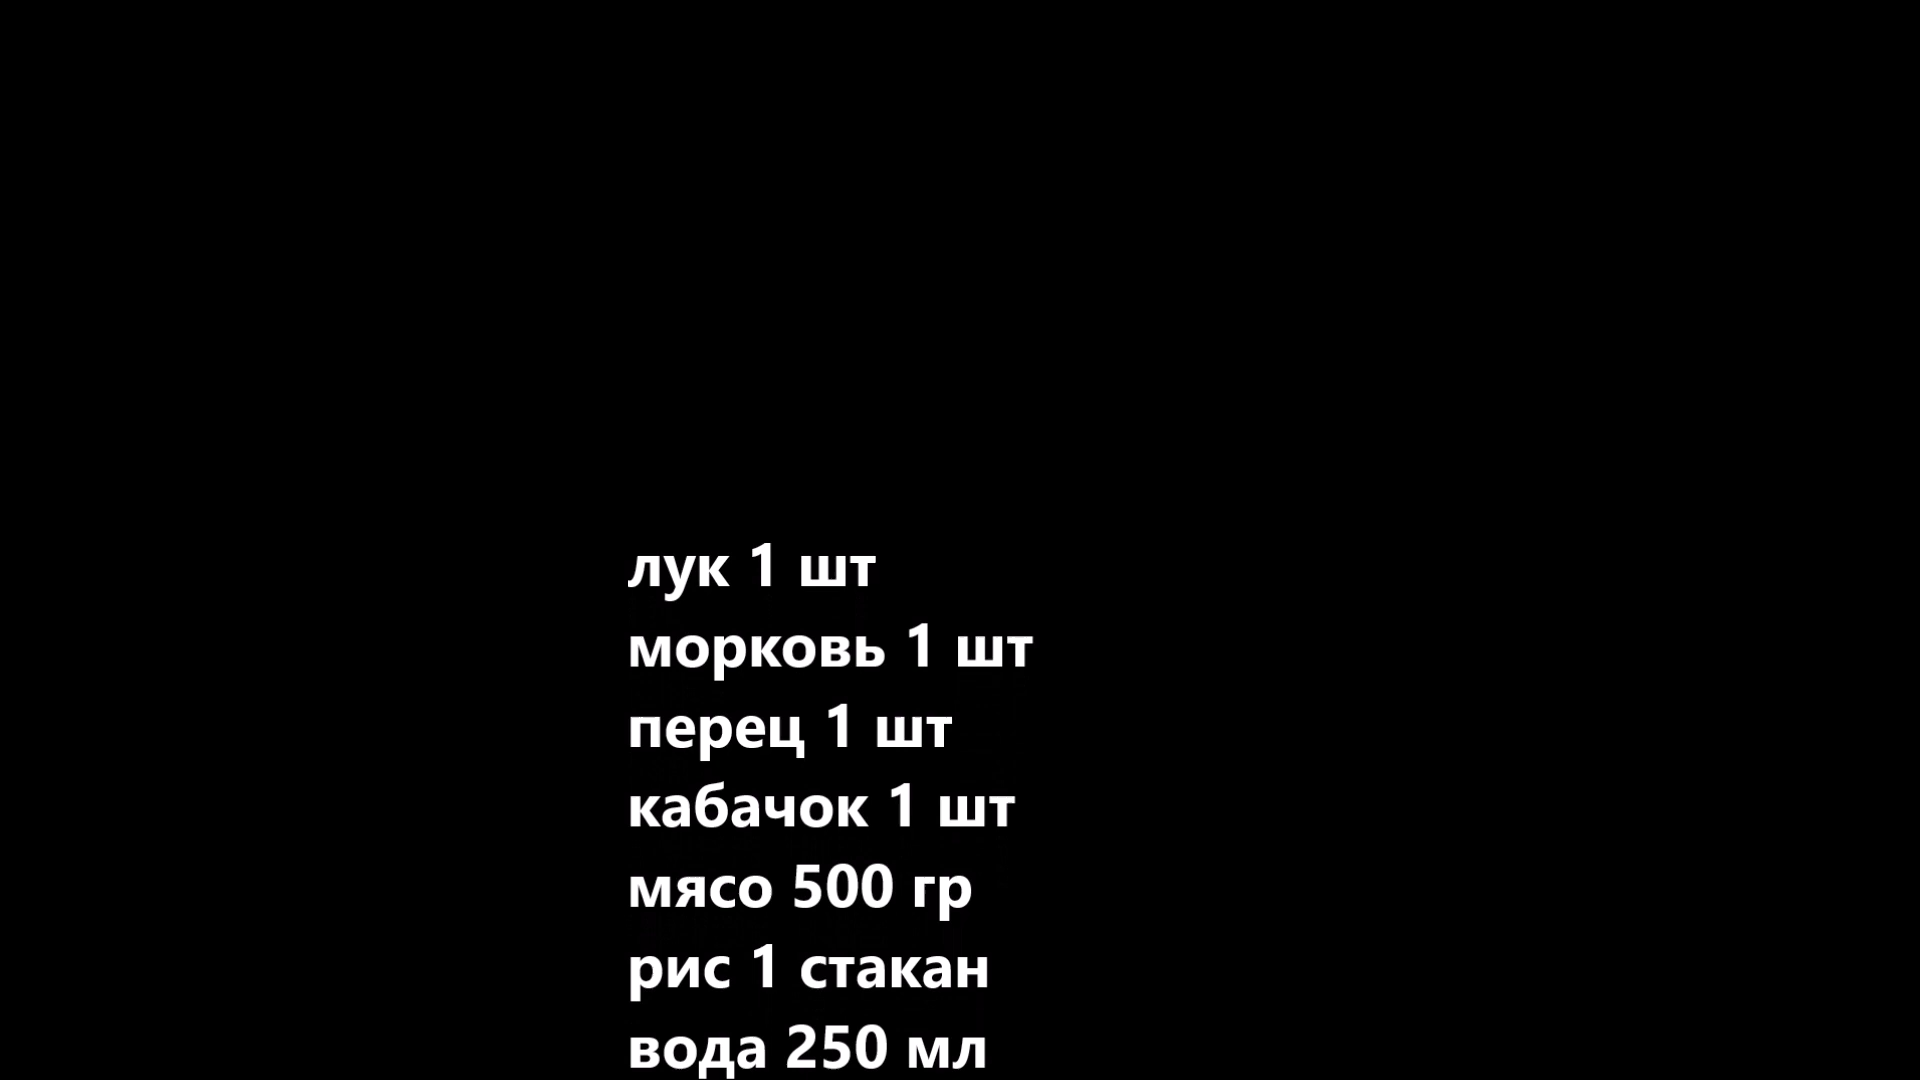 лук 1 шт
морковь 1 шт
перец 1 шт
кабачок 1 шт
мясо 500 гр
рис 1 стакан
вода 250 мл